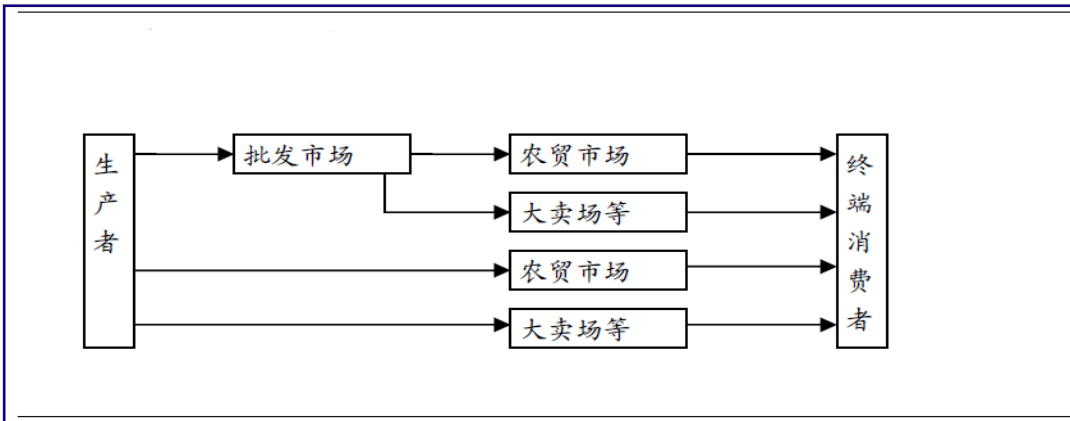 生产者
批发市场
农贸市场
大卖场等
农贸市场
大卖场等
终端消费者